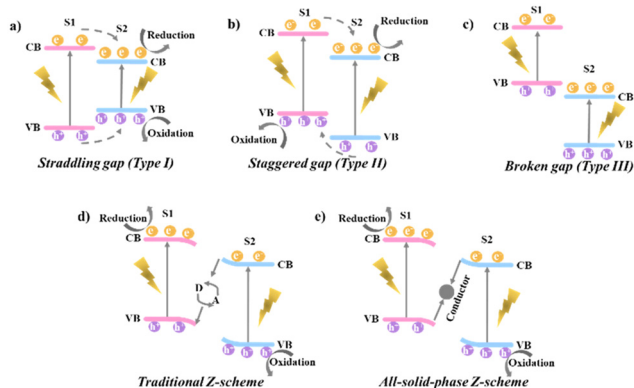 a)
S1
S2
e⁻ e⁻
e⁻ e⁻ e⁻
Reduction
CB
CB
VB
VB
h⁺ h⁺
h⁺ h⁺ h⁺
Oxidation
Straddling gap (Type I)
b)
S1
S2
e⁻ e⁻
e⁻ e⁻ e⁻
Reduction
CB
CB
VB
VB
h⁺ h⁺ h⁺
h⁺ h⁺
Oxidation
Staggered gap (Type II)
c)
S1
e⁻ e⁻
CB
VB
h⁺ h⁺
S2
e⁻ e⁻ e⁻
CB
VB
h⁺ h⁺ h⁺
Broken gap (Type III)
d)
Reduction
S1
e⁻ e⁻ e⁻
CB
VB
h⁺ h⁺
S2
e⁻ e⁻
CB
D
A
VB
h⁺ h⁺ h⁺
Oxidation
Traditional Z-scheme
e)
Reduction
S1
e⁻ e⁻ e⁻
CB
VB
h⁺ h⁺
S2
e⁻ e⁻
CB
Conductor
VB
h⁺ h⁺ h⁺
Oxidation
All-solid-phase Z-scheme